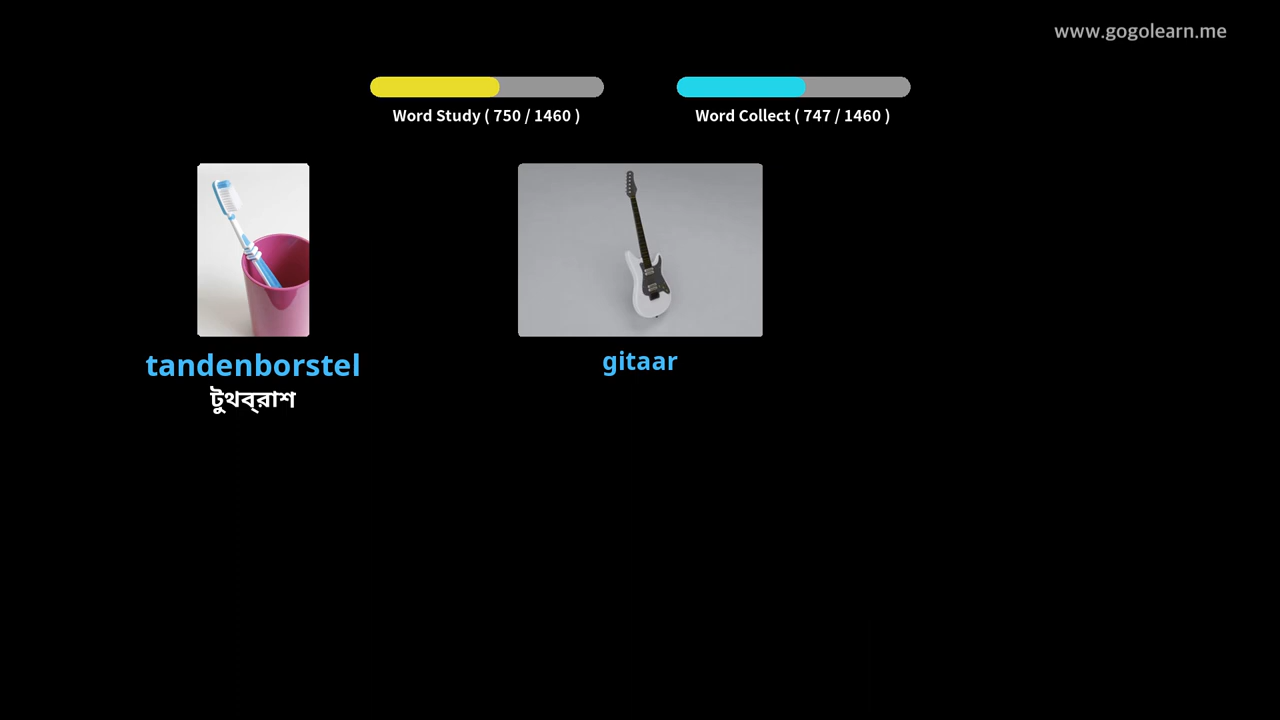 www.gogolearn.me
Word Study ( 750 / 1460 )
Word Collect ( 747 / 1460 )
tandenborstel
টুথব্রাশ
gitaar